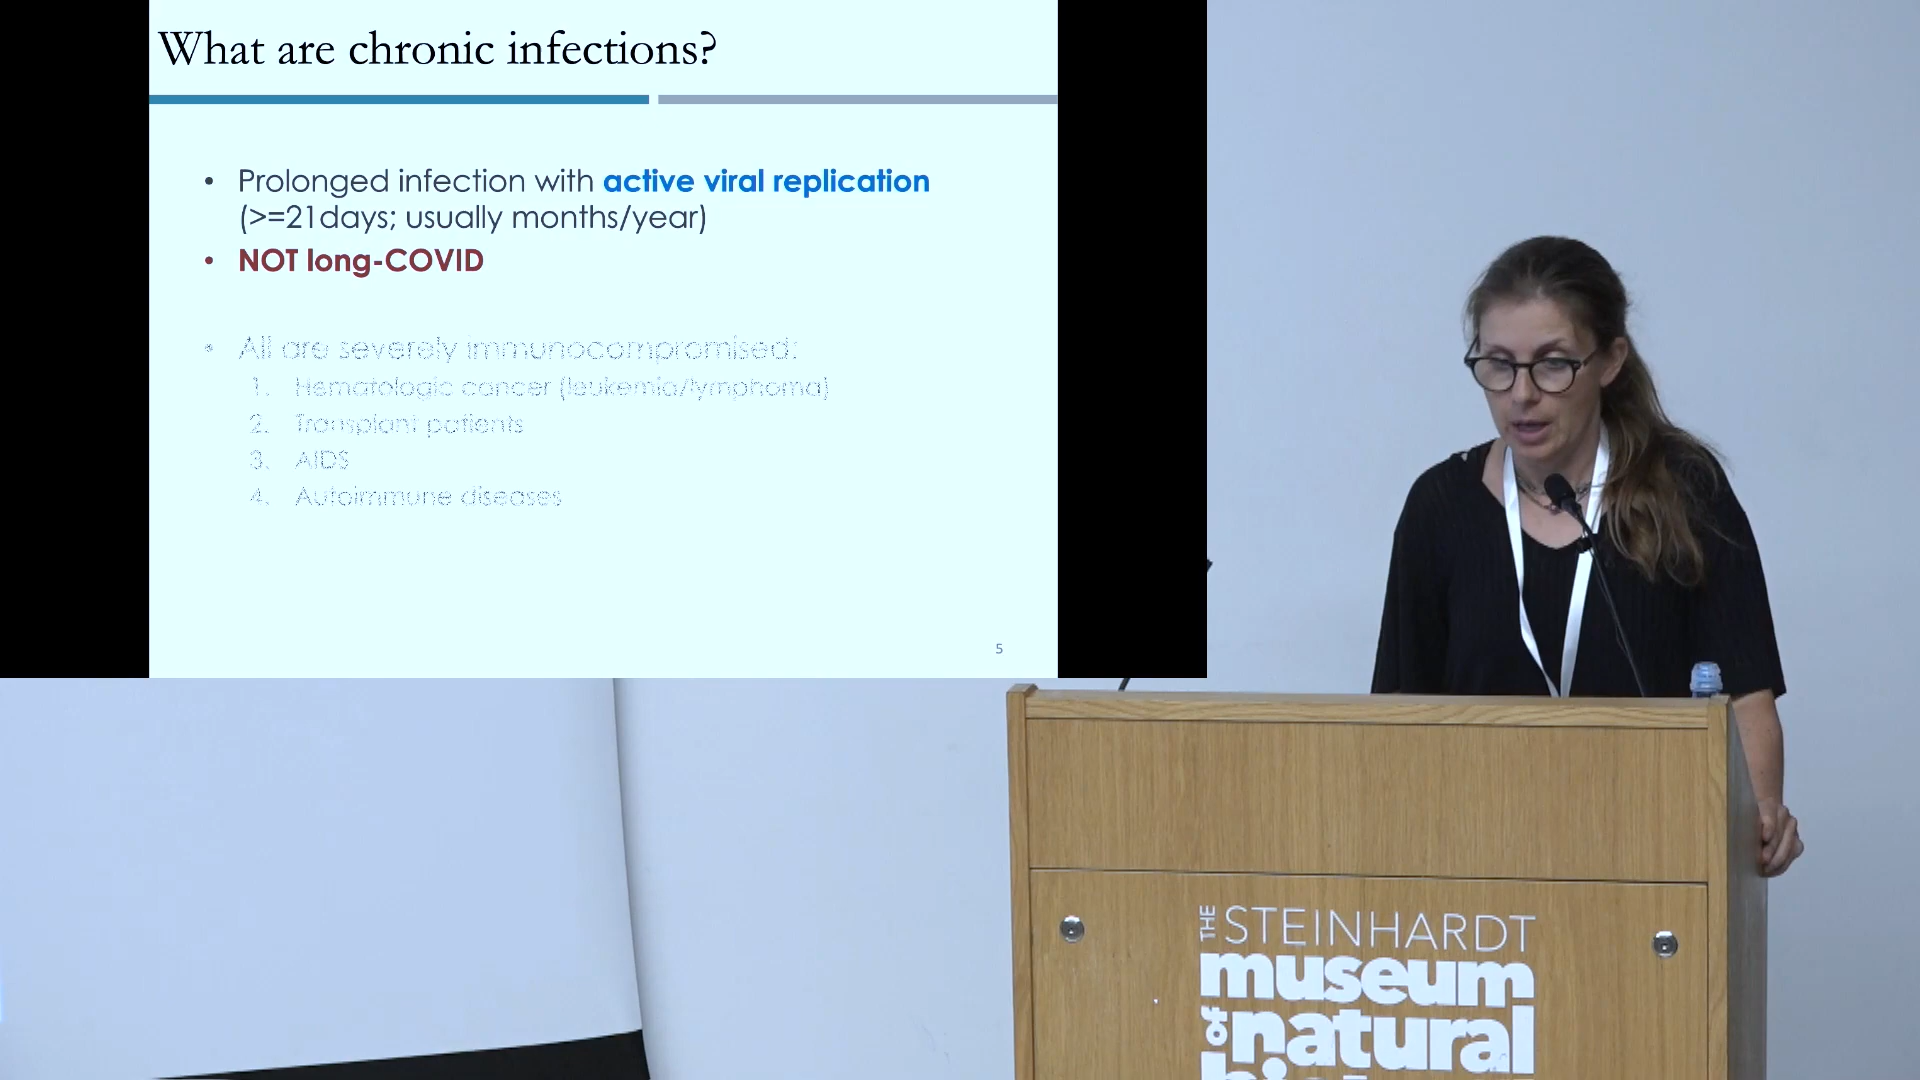 What are chronic infections?
• Prolonged infection with active viral replication
(>=21days; usually months/year)
• NOT long-COVID
• All are severely immunocompromised:
1. Hematologic cancer (leukemia/lymphoma)
2. Transplant patients
3. AIDS
4. Autoimmune diseases
5
THE STEINHARDT
museum
of natural